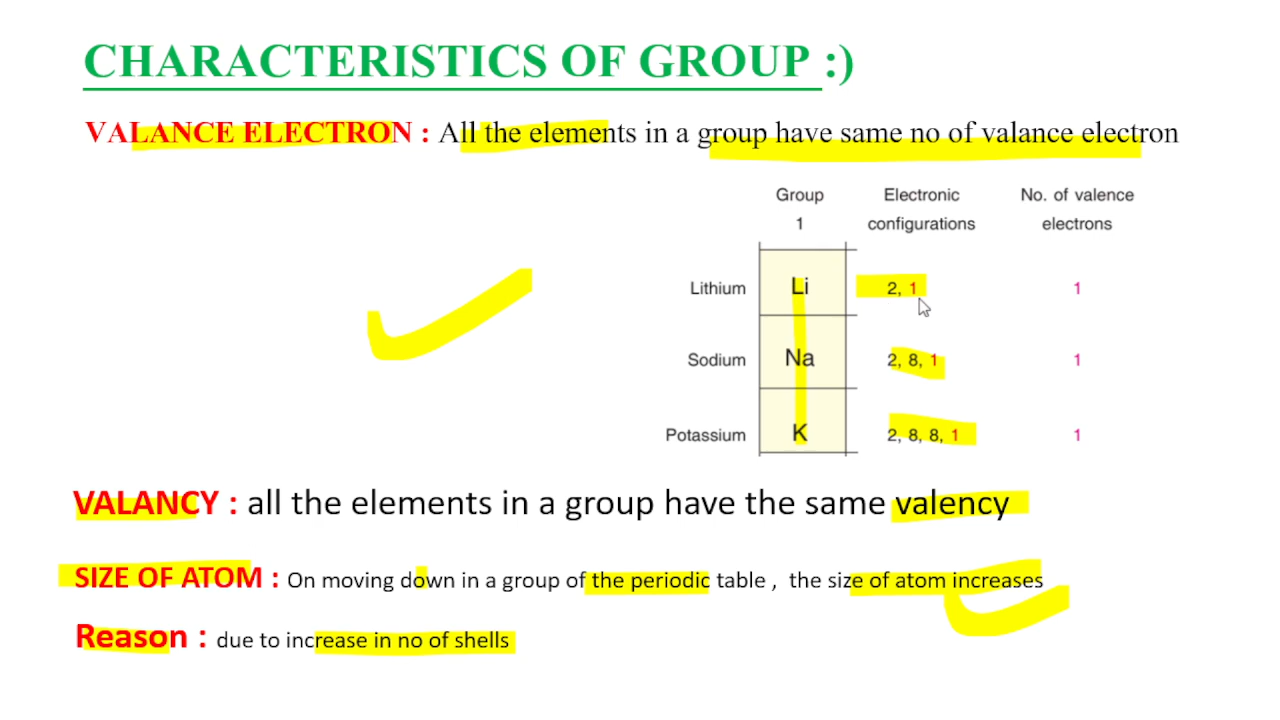 CHARACTERISTICS OF GROUP :)
VALANCE ELECTRON : All the elements in a group have same no of valance electron
Group Electronic No. of valence
1 configurations electrons
Lithium Li 2, 1 1
Sodium Na 2, 8, 1 1
Potassium K 2, 8, 8, 1 1
VALANCY : all the elements in a group have the same valency
SIZE OF ATOM : On moving down in a group of the periodic table , the size of atom increases
Reason : due to increase in no of shells